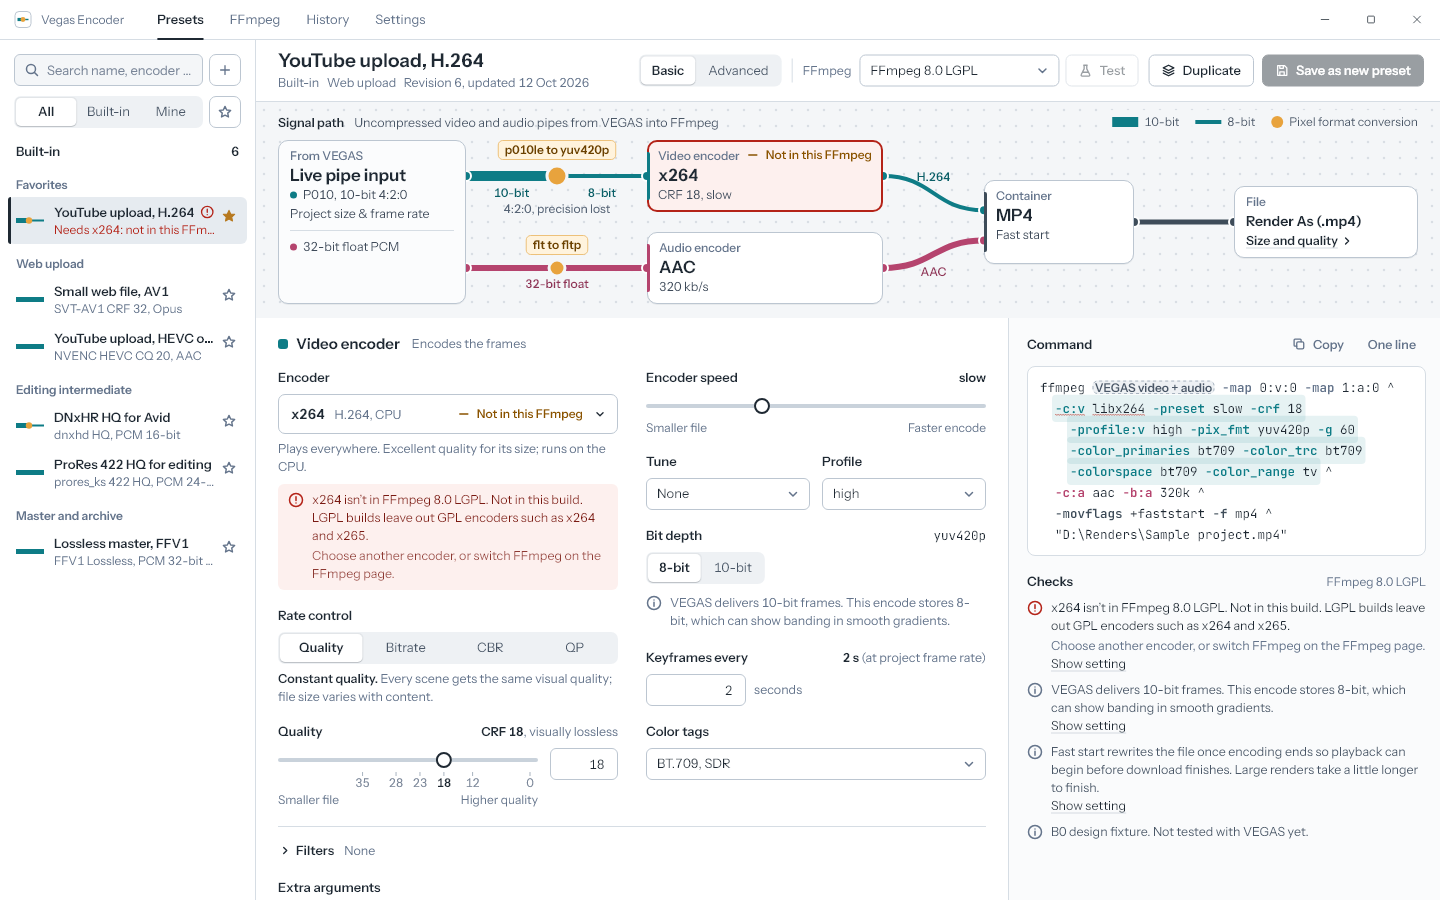 Vegas Encoder
Presets
FFmpeg
History
Settings
Search name, encoder ...
All
Built-in
Mine
Built-in
6
Favorites
YouTube upload, H.264
Needs x264: not in this FFm...
Web upload
Small web file, AV1
SVT-AV1 CRF 32, Opus
YouTube upload, HEVC o...
NVENC HEVC CQ 20, AAC
Editing intermediate
DNxHR HQ for Avid
dnxhd HQ, PCM 16-bit
ProRes 422 HQ for editing
prores_ks 422 HQ, PCM 24-...
Master and archive
Lossless master, FFV1
FFV1 Lossless, PCM 32-bit ...
YouTube upload, H.264
Built-in Web upload Revision 6, updated 12 Oct 2026
Basic
Advanced
FFmpeg
FFmpeg 8.0 LGPL
Test
Duplicate
Save as new preset
Signal path Uncompressed video and audio pipes from VEGAS into FFmpeg
10-bit
8-bit
Pixel format conversion
From VEGAS
Live pipe input
P010, 10-bit 4:2:0
Project size & frame rate
32-bit float PCM
p010le to yuv420p
10-bit
8-bit
4:2:0, precision lost
flt to fltp
32-bit float
Video encoder
Not in this FFmpeg
x264
CRF 18, slow
Audio encoder
AAC
320 kb/s
H.264
AAC
Container
MP4
Fast start
File
Render As (.mp4)
Size and quality
Video encoder Encodes the frames
Encoder
x264 H.264, CPU
Not in this FFmpeg
Plays everywhere. Excellent quality for its size; runs on the
CPU.
x264 isn't in FFmpeg 8.0 LGPL. Not in this build.
LGPL builds leave out GPL encoders such as x264
and x265.
Choose another encoder, or switch FFmpeg on the
FFmpeg page.
Rate control
Quality
Bitrate
CBR
QP
Constant quality. Every scene gets the same visual quality;
file size varies with content.
Quality
CRF 18, visually lossless
18
35 28 23 18 12 0
Smaller file
Higher quality
Encoder speed
slow
Smaller file
Faster encode
Tune
Profile
None
high
Bit depth
yuv420p
8-bit
10-bit
VEGAS delivers 10-bit frames. This encode stores 8-
bit, which can show banding in smooth gradients.
Keyframes every
2 s (at project frame rate)
2
seconds
Color tags
BT.709, SDR
Filters None
Extra arguments
Command
Copy
One line
ffmpeg VEGAS video + audio -map 0:v:0 -map 1:a:0 ^
-c:v libx264 -preset slow -crf 18
-profile:v high -pix_fmt yuv420p -g 60
-color_primaries bt709 -color_trc bt709
-colorspace bt709 -color_range tv ^
-c:a aac -b:a 320k ^
-movflags +faststart -f mp4 ^
"D:\Renders\Sample project.mp4"
Checks
FFmpeg 8.0 LGPL
x264 isn't in FFmpeg 8.0 LGPL. Not in this build. LGPL builds leave
out GPL encoders such as x264 and x265.
Choose another encoder, or switch FFmpeg on the FFmpeg page.
Show setting
VEGAS delivers 10-bit frames. This encode stores 8-bit, which
can show banding in smooth gradients.
Show setting
Fast start rewrites the file once encoding ends so playback can
begin before download finishes. Large renders take a little longer
to finish.
Show setting
B0 design fixture. Not tested with VEGAS yet.